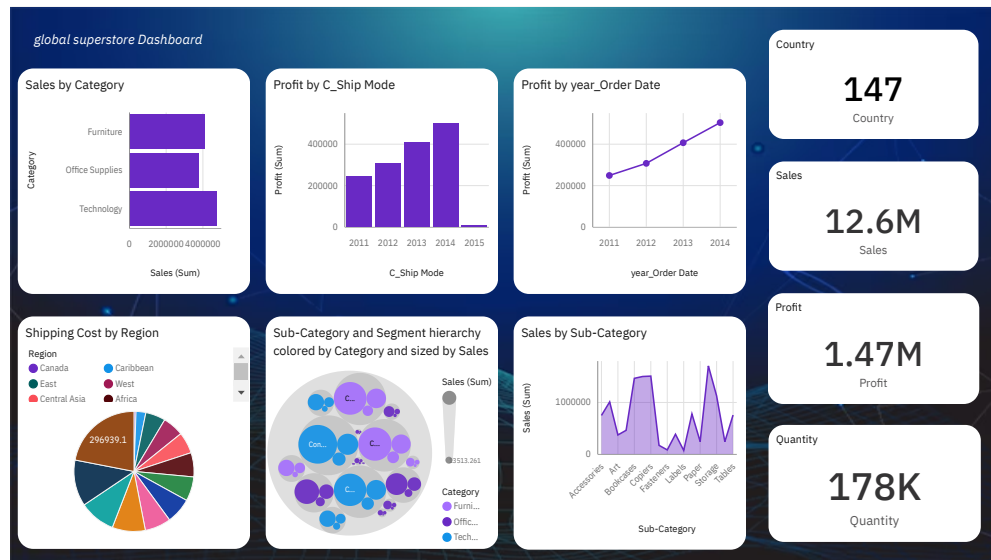 global superstore Dashboard
Country
147
Country
Sales by Category
Category
Furniture
Office Supplies
Technology
0 2000000 4000000
Sales (Sum)
Profit by C_Ship Mode
Profit (Sum)
400000
200000
0
2011 2012 2013 2014 2015
C_Ship Mode
Profit by year_Order Date
Profit (Sum)
400000
200000
0
2011 2012 2013 2014
year_Order Date
Sales
12.6M
Sales
Profit
1.47M
Profit
Shipping Cost by Region
Region
Canada Caribbean
East West
Central Asia Africa
296939.1
Sub-Category and Segment hierarchy
colored by Category and sized by Sales
C...
Con...
C...
C...
Sales (Sum)
Category
Furni...
Offic...
Tech...
Sales by Sub-Category
Sales (Sum)
1000000
0
Accessories Art Bookcases Copiers Fasteners Labels Paper Storage Tables
Sub-Category
Quantity
178K
Quantity